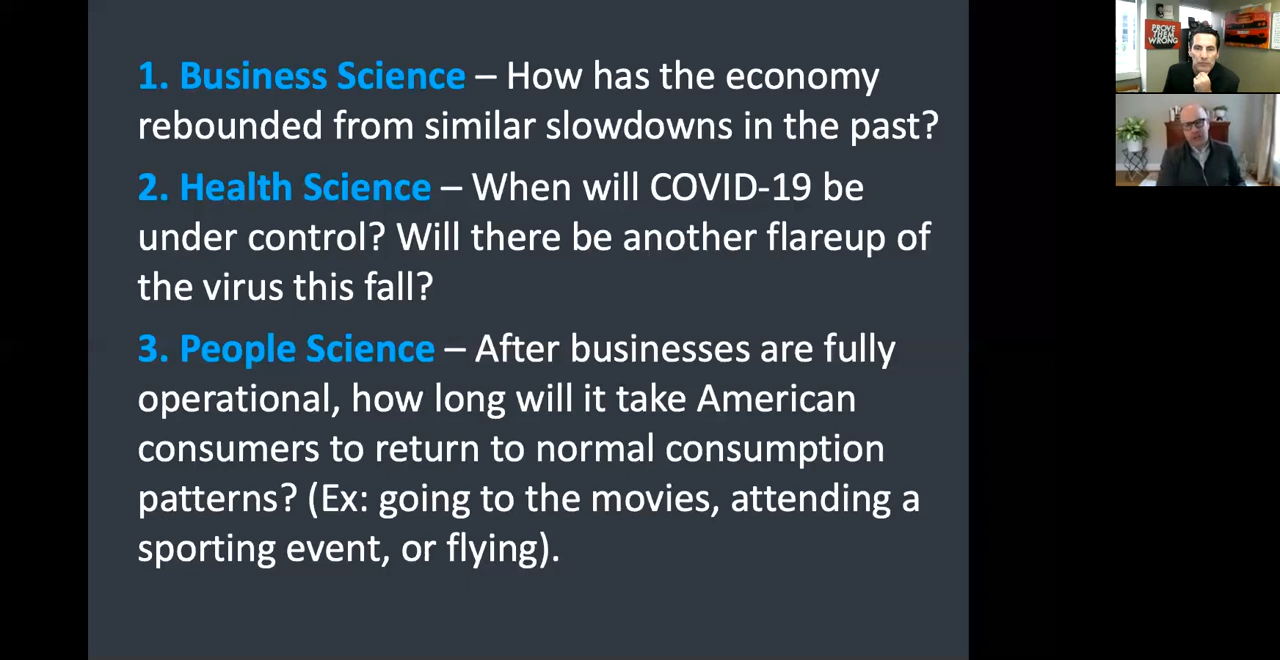 1. Business Science – How has the economy
rebounded from similar slowdowns in the past?
2. Health Science – When will COVID-19 be
under control? Will there be another flareup of
the virus this fall?
3. People Science – After businesses are fully
operational, how long will it take American
consumers to return to normal consumption
patterns? (Ex: going to the movies, attending a
sporting event, or flying).
PROVE
THEM
WRONG